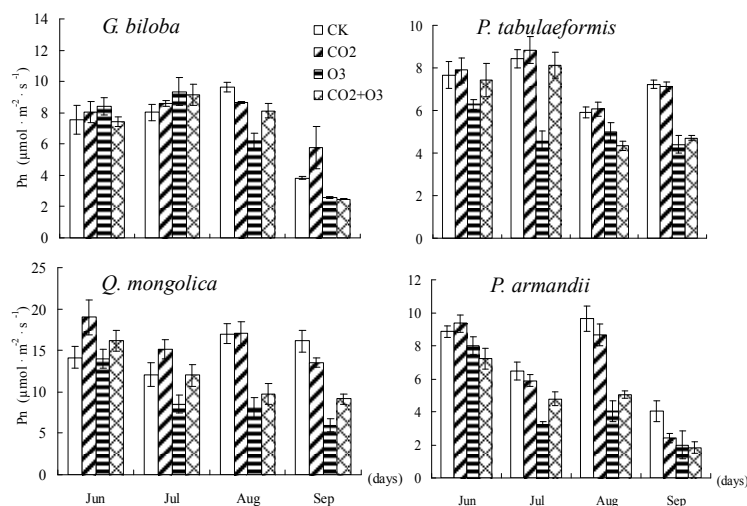 G. biloba
14
12
10
8
6
4
2
0
Pn (µmol · m⁻² · s⁻¹)
CK
CO2
O3
CO2+O3
P. tabulaeformis
10
8
6
4
2
0
Q. mongolica
25
20
15
10
5
0
Pn (µmol · m⁻² · s⁻¹)
Jun Jul Aug Sep
(days)
P. armandii
12
10
8
6
4
2
0
Jun Jul Aug Sep
(days)